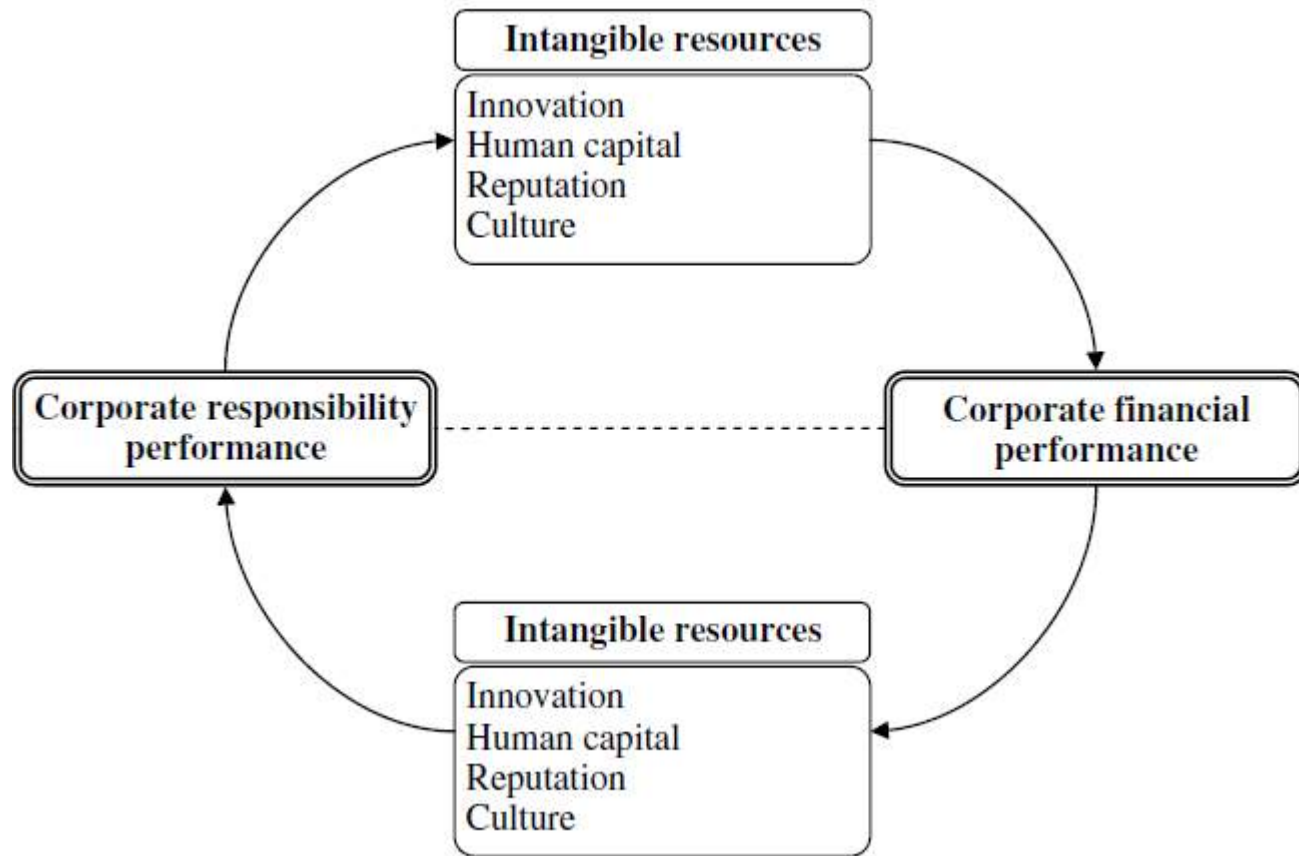 Intangible resources
Innovation
Human capital
Reputation
Culture
Corporate responsibility
performance
Corporate financial
performance
Intangible resources
Innovation
Human capital
Reputation
Culture